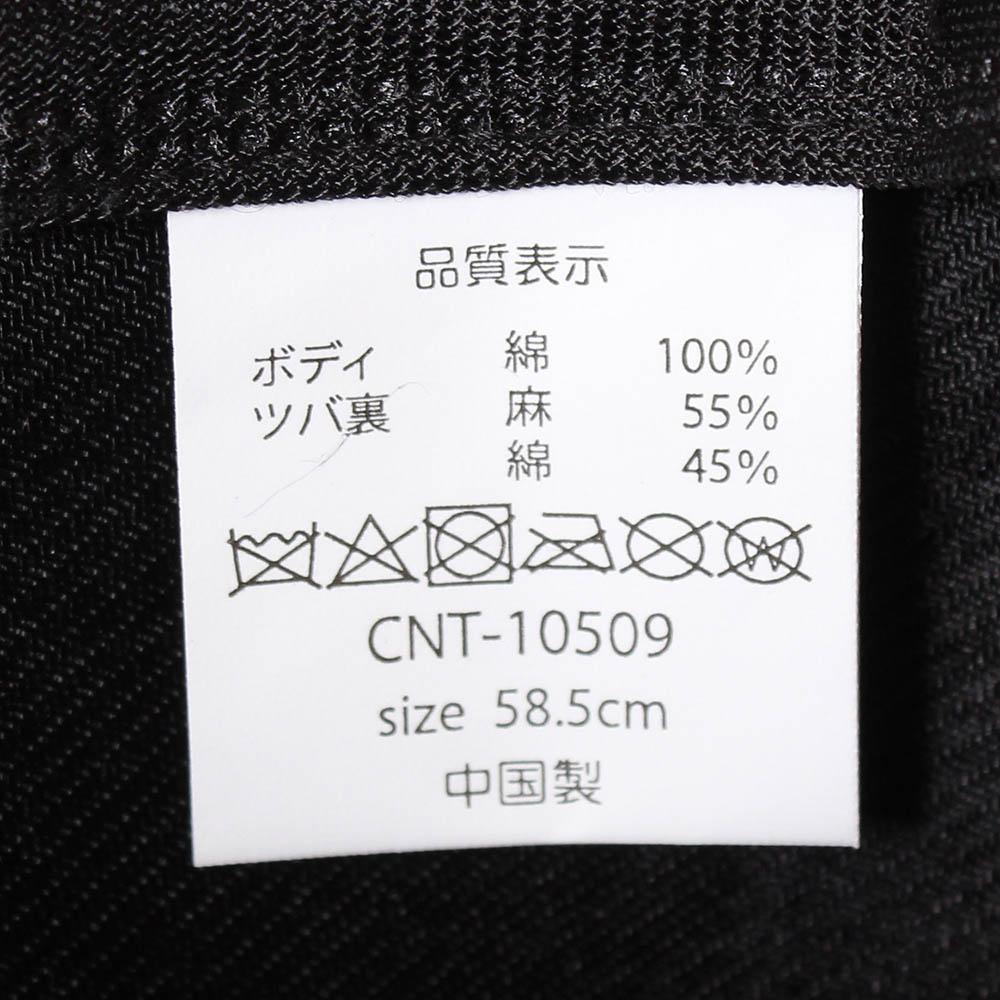 品質表示
ボディ 綿 100%
ツバ裏 麻 55%
綿 45%
CNT-10509
size 58.5cm
中国製